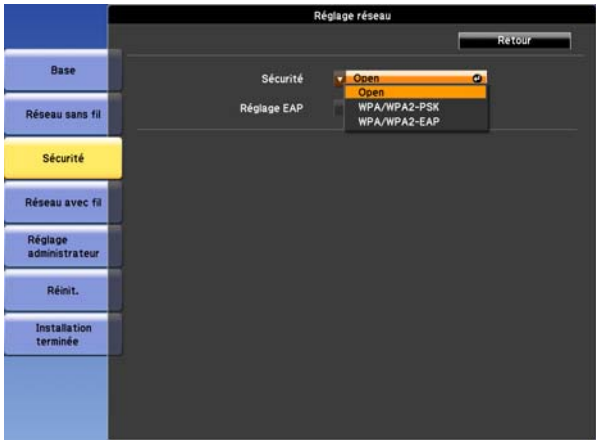 Réglage réseau
Retour
Base
Réseau sans fil
Sécurité
Réseau avec fil
Réglage
administrateur
Réinit.
Installation
terminée
Sécurité
Open
Open
WPA/WPA2-PSK
WPA/WPA2-EAP
Réglage EAP